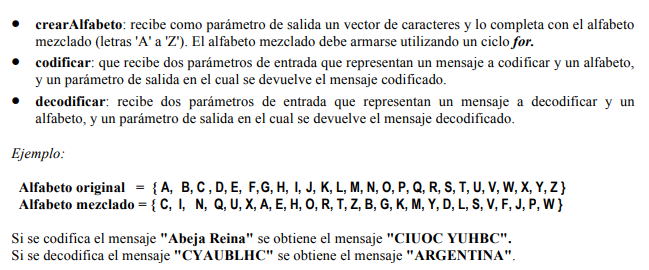 ● crearAlfabeto: recibe como parámetro de salida un vector de caracteres y lo completa con el alfabeto
mezclado (letras 'A' a 'Z'). El alfabeto mezclado debe armarse utilizando un ciclo for.
● codificar: que recibe dos parámetros de entrada que representan un mensaje a codificar y un alfabeto,
y un parámetro de salida en el cual se devuelve el mensaje codificado.
● decodificar: recibe dos parámetros de entrada que representan un mensaje a decodificar y un
alfabeto, y un parámetro de salida en el cual se devuelve el mensaje decodificado.
Ejemplo:
Alfabeto original = { A, B, C , D, E, F,G, H, I, J, K, L, M, N, O, P, Q, R, S, T, U, V, W, X, Y, Z }
Alfabeto mezclado = { C, I, N, Q, U, X, A, E, H, O, R, T, Z, B, G, K, M, Y, D, L, S, V, F, J, P, W }
Si se codifica el mensaje "Abeja Reina" se obtiene el mensaje "CIUOC YUHBC".
Si se decodifica el mensaje "CYAUBLHC" se obtiene el mensaje "ARGENTINA".